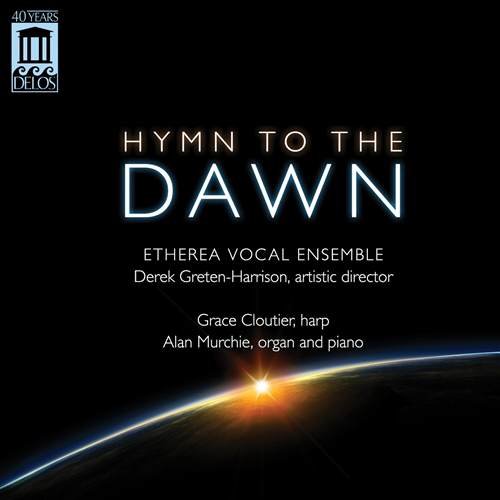 40 YEARS
DELOS
HYMN TO THE
DAWN
ETHEREA VOCAL ENSEMBLE
Derek Greten-Harrison, artistic director
Grace Cloutier, harp
Alan Murchie, organ and piano